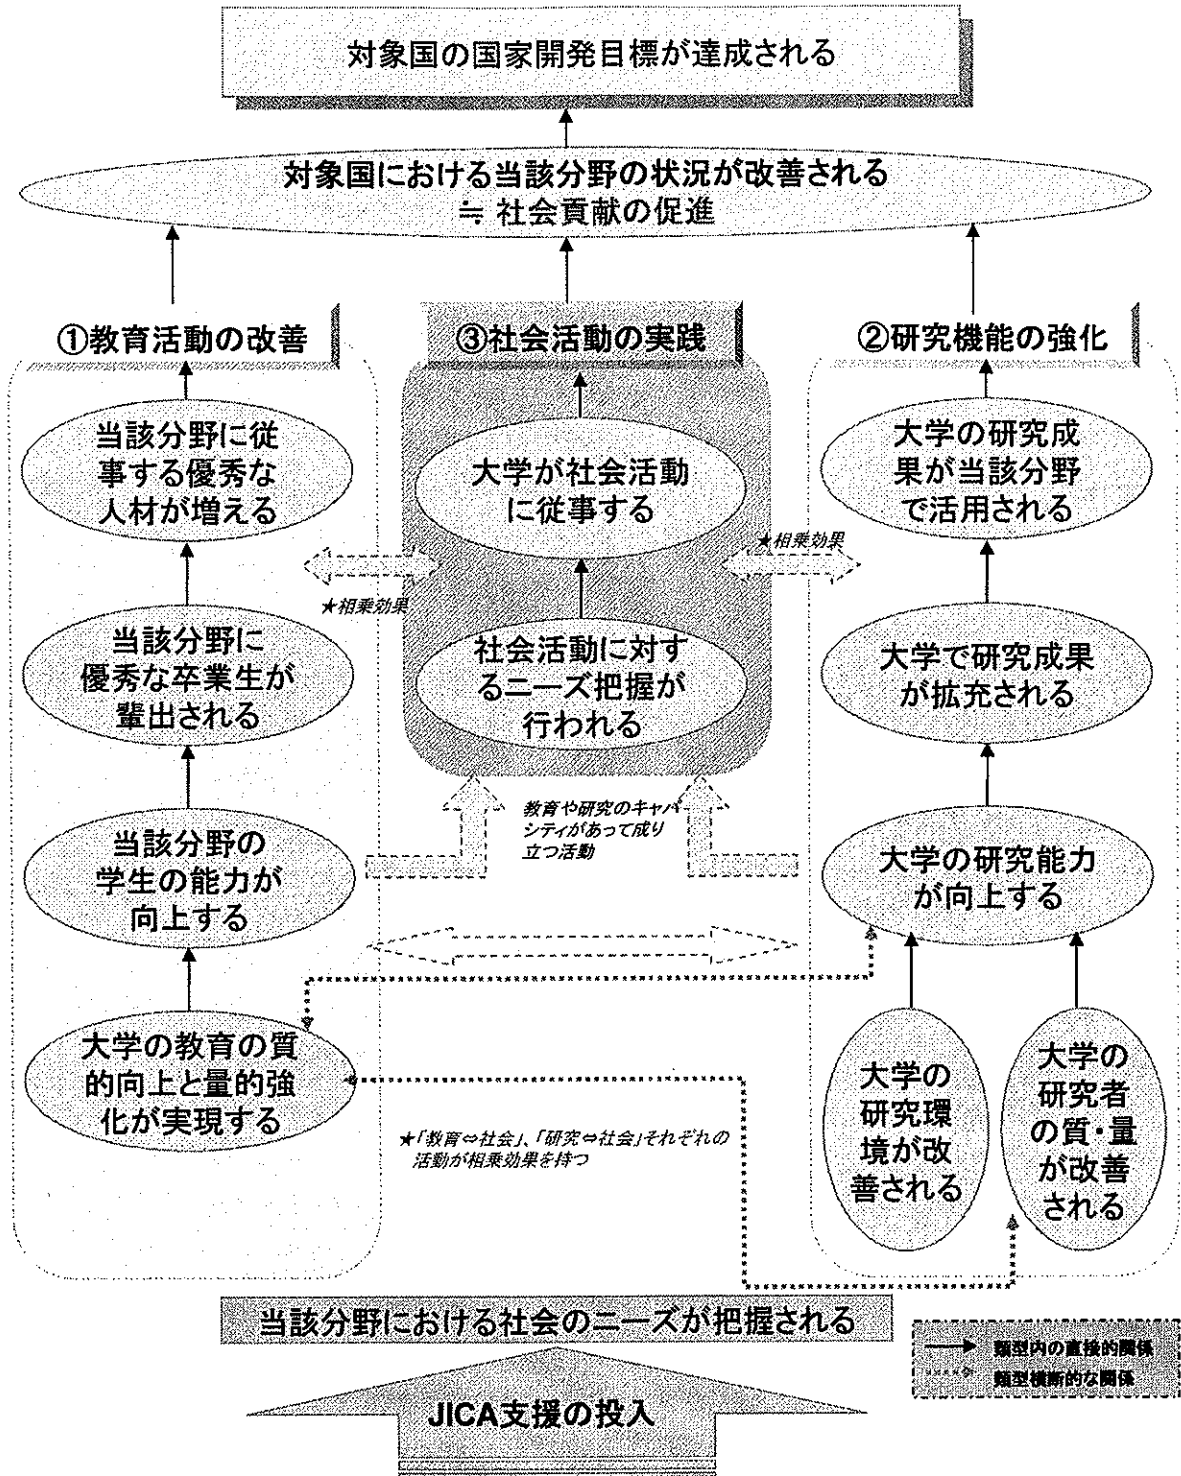 対象国の国家開発目標が達成される
対象国における当該分野の状況が改善される
≒ 社会貢献の促進
①教育活動の改善
当該分野に従
事する優秀な
人材が増える
当該分野に
優秀な卒業生が
輩出される
当該分野の
学生の能力が
向上する
大学の教育の質
的向上と量的強
化が実現する
③社会活動の実践
大学が社会活動
に従事する
社会活動に対す
るニーズ把握が
行われる
★相乗効果
★相乗効果
教育や研究のキャパ
シティがあって成り
立つ活動
②研究機能の強化
大学の研究成
果が当該分野
で活用される
大学で研究成果
が拡充される
大学の研究能力
が向上する
大学の
研究環
境が改
善される
大学の
研究者
の質・量
が改善
される
★「教育⇔社会」、「研究⇔社会」それぞれの
活動が相乗効果を持つ
当該分野における社会のニーズが把握される
JICA支援の投入
類型内の直接的関係
類型横断的な関係